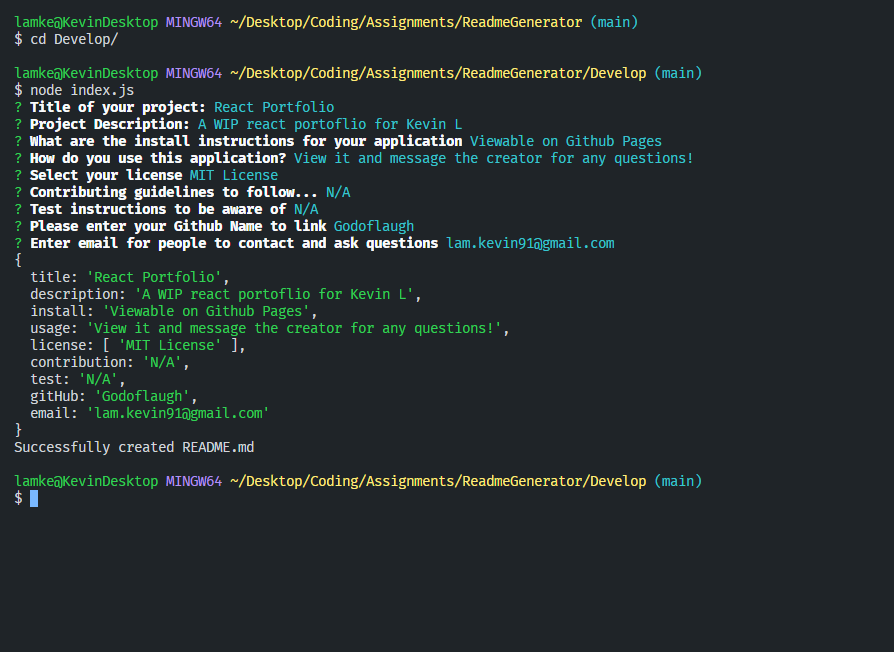 lamke@KevinDesktop MINGW64 ~/Desktop/Coding/Assignments/ReadmeGenerator (main)
$ cd Develop/
lamke@KevinDesktop MINGW64 ~/Desktop/Coding/Assignments/ReadmeGenerator/Develop (main)
$ node index.js
? Title of your project: React Portfolio
? Project Description: A WIP react portoflio for Kevin L
? What are the install instructions for your application Viewable on Github Pages
? How do you use this application? View it and message the creator for any questions!
? Select your license MIT License
? Contributing guidelines to follow... N/A
? Test instructions to be aware of N/A
? Please enter your Github Name to link Godoflaugh
? Enter email for people to contact and ask questions lam.kevin91@gmail.com
{
  title: 'React Portfolio',
  description: 'A WIP react portoflio for Kevin L',
  install: 'Viewable on Github Pages',
  usage: 'View it and message the creator for any questions!',
  license: [ 'MIT License' ],
  contribution: 'N/A',
  test: 'N/A',
  gitHub: 'Godoflaugh',
  email: 'lam.kevin91@gmail.com'
}
Successfully created README.md
lamke@KevinDesktop MINGW64 ~/Desktop/Coding/Assignments/ReadmeGenerator/Develop (main)
$